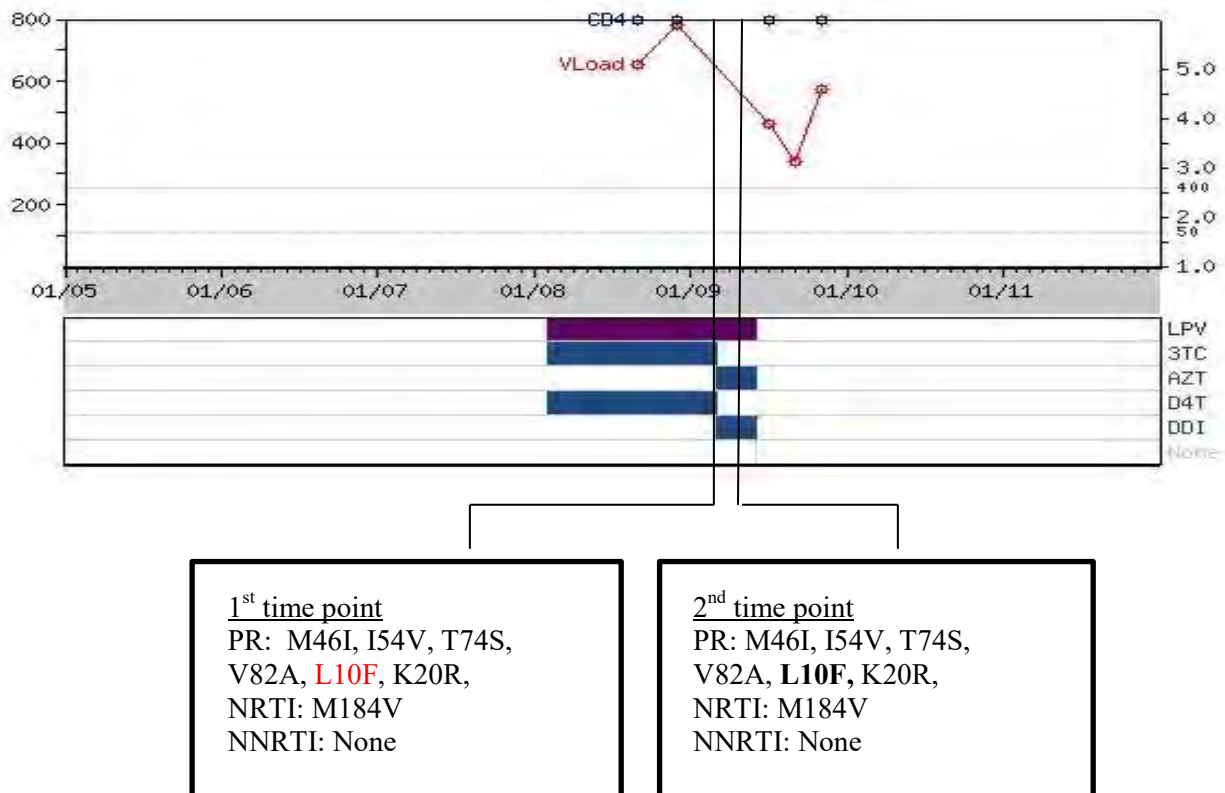 800
CD4
VLoad
5.0
600
4.0
400
3.0
400
200
2.0
50
1.0
01/05 01/06 01/07 01/08 01/09 01/10 01/11
LPV
3TC
AZT
D4T
DDI
None
1st time point
PR: M46I, I54V, T74S,
V82A, L10F, K20R,
NRTI: M184V
NNRTI: None
2nd time point
PR: M46I, I54V, T74S,
V82A, L10F, K20R,
NRTI: M184V
NNRTI: None